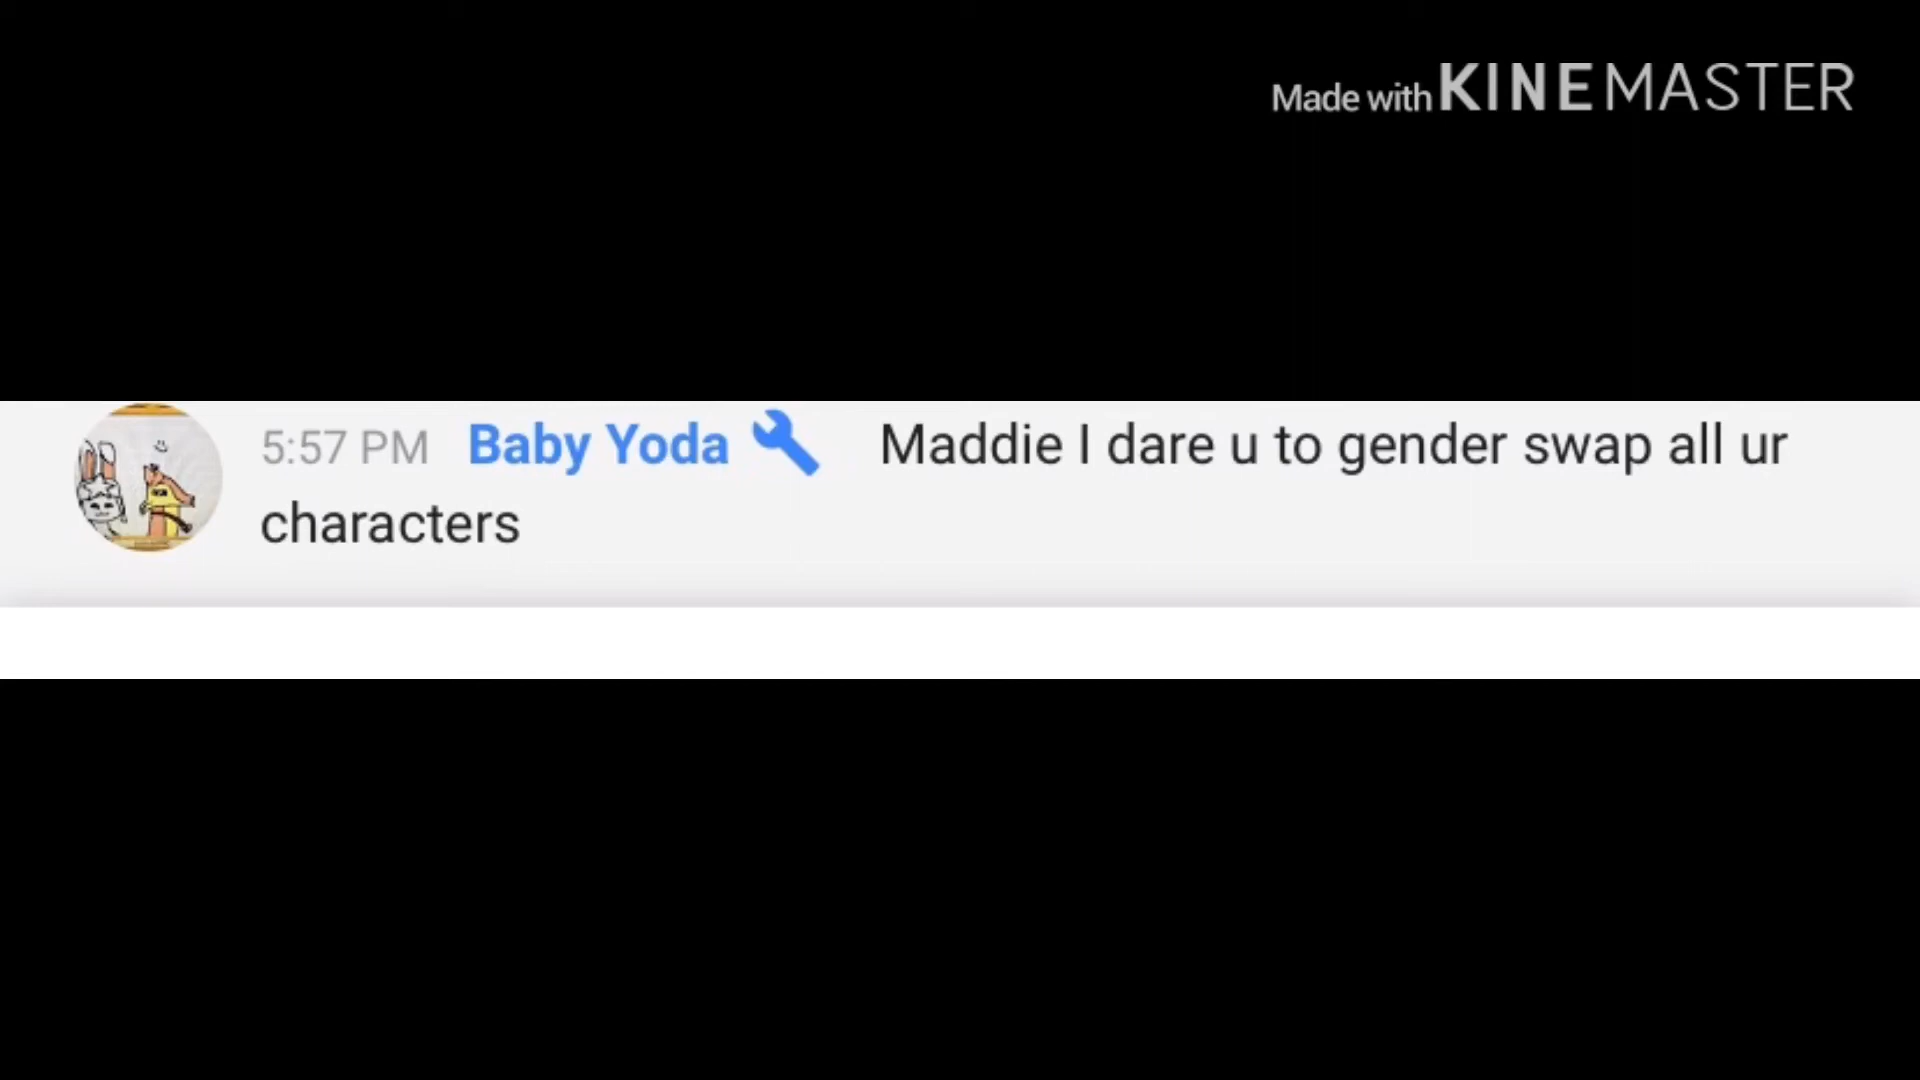 Made with KINEMASTER
5:57 PM Baby Yoda Maddie I dare u to gender swap all ur
characters